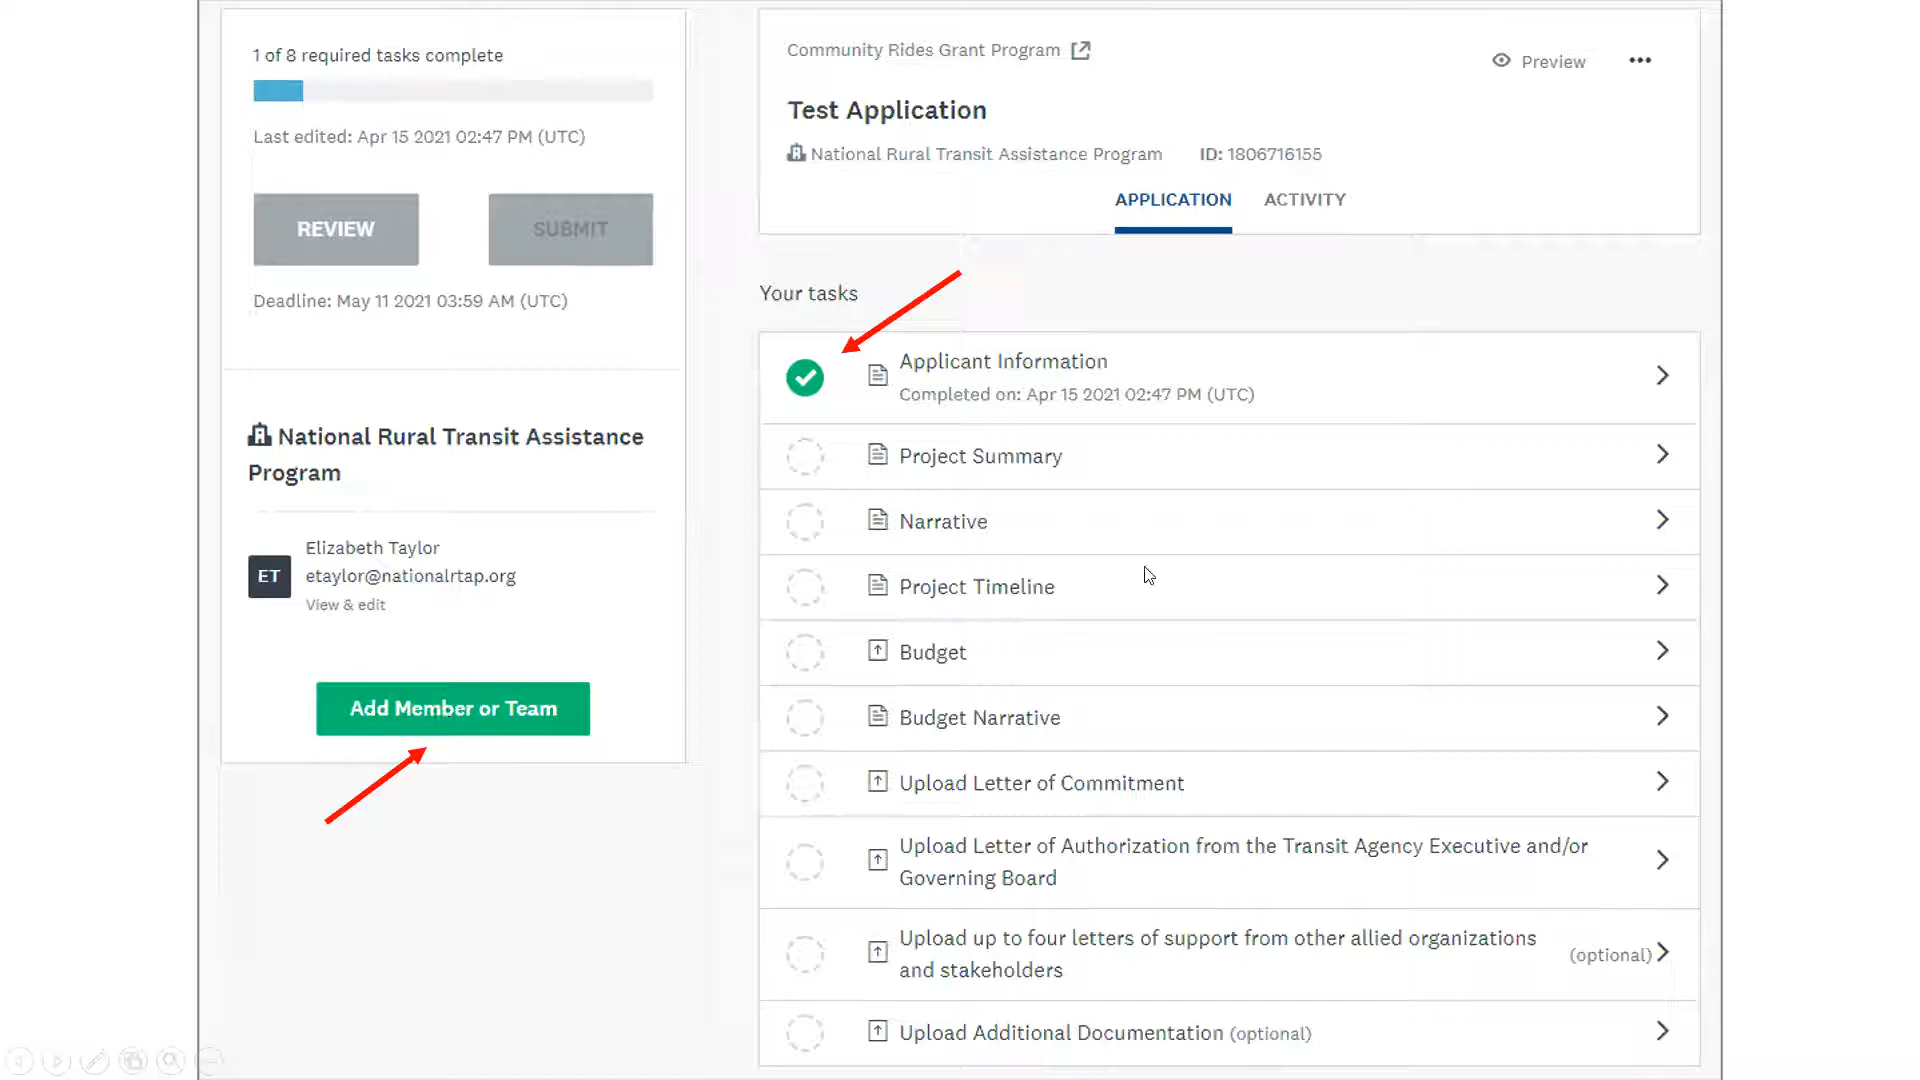 1 of 8 required tasks complete
Last edited: Apr 15 2021 02:47 PM (UTC)
REVIEW
SUBMIT
Deadline: May 11 2021 03:59 AM (UTC)
National Rural Transit Assistance
Program
ET
Elizabeth Taylor
etaylor@nationalrtap.org
View & edit
Add Member or Team
Community Rides Grant Program
Preview
Test Application
National Rural Transit Assistance Program ID: 1806716155
APPLICATION ACTIVITY
Your tasks
Applicant Information
Completed on: Apr 15 2021 02:47 PM (UTC)
Project Summary
Narrative
Project Timeline
Budget
Budget Narrative
Upload Letter of Commitment
Upload Letter of Authorization from the Transit Agency Executive and/or
Governing Board
Upload up to four letters of support from other allied organizations
and stakeholders
(optional)
Upload Additional Documentation (optional)